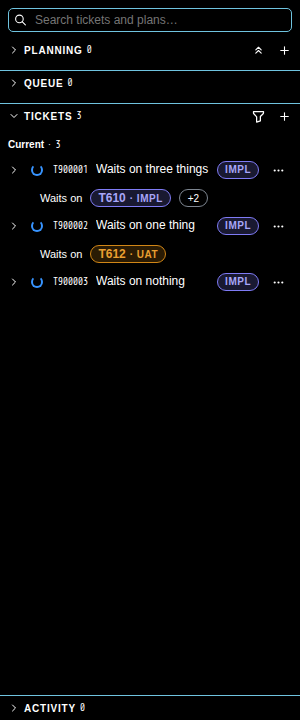 Search tickets and plans…
PLANNING 0
QUEUE 0
TICKETS 3
Current · 3
T900001 Waits on three things IMPL ···
Waits on T610 · IMPL +2
T900002 Waits on one thing IMPL ···
Waits on T612 · UAT
T900003 Waits on nothing IMPL ···
ACTIVITY 0